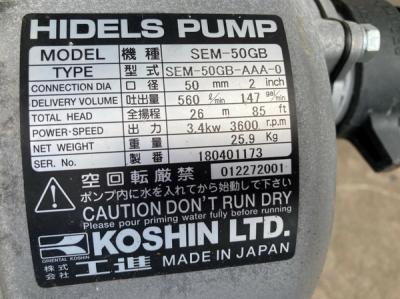 HIDELS PUMP
MODEL 機種 SEM-50GB
TYPE 型式 SEM-50GB-AAA-0
CONNECTION DIA 口径 50 mm 2 inch
DELIVERY VOLUME 吐出量 560 ℓ/min 147 gal/min
TOTAL HEAD 全揚程 26 m 85 ft
POWER·SPEED 出力 3.4kw 3600 r.p.m
NET WEIGHT 重量 25.9 Kg
SER. No. 製番 180401173
012272001
空回転厳禁
ポンプ内に水を入れてから始動して下さい
CAUTION DON'T RUN DRY
Please pour priming water fully before running
ORIENTAL KOSHIN
KOSHIN LTD.
株式会社 工進 MADE IN JAPAN